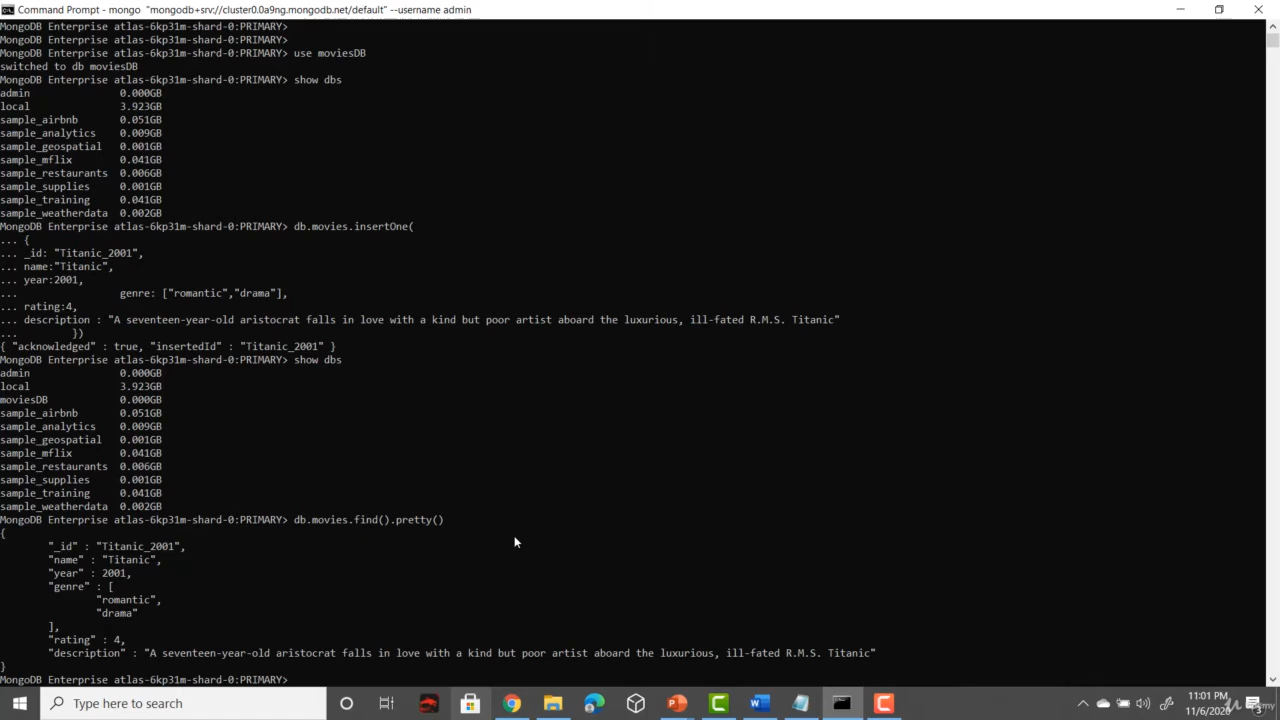 Command Prompt - mongo "mongodb+srv://cluster0.0a9ng.mongodb.net/default" --username admin
MongoDB Enterprise atlas-6kp31m-shard-0:PRIMARY>
MongoDB Enterprise atlas-6kp31m-shard-0:PRIMARY>
MongoDB Enterprise atlas-6kp31m-shard-0:PRIMARY> use moviesDB
switched to db moviesDB
MongoDB Enterprise atlas-6kp31m-shard-0:PRIMARY> show dbs
admin 0.000GB
local 3.923GB
sample_airbnb 0.051GB
sample_analytics 0.009GB
sample_geospatial 0.001GB
sample_mflix 0.041GB
sample_restaurants 0.006GB
sample_supplies 0.001GB
sample_training 0.041GB
sample_weatherdata 0.002GB
MongoDB Enterprise atlas-6kp31m-shard-0:PRIMARY> db.movies.insertOne(
... {
... _id: "Titanic_2001",
... name:"Titanic",
... year:2001,
... genre: ["romantic","drama"],
... rating:4,
... description : "A seventeen-year-old aristocrat falls in love with a kind but poor artist aboard the luxurious, ill-fated R.M.S. Titanic"
... })
{ "acknowledged" : true, "insertedId" : "Titanic_2001" }
MongoDB Enterprise atlas-6kp31m-shard-0:PRIMARY> show dbs
admin 0.000GB
local 3.923GB
moviesDB 0.000GB
sample_airbnb 0.051GB
sample_analytics 0.009GB
sample_geospatial 0.001GB
sample_mflix 0.041GB
sample_restaurants 0.006GB
sample_supplies 0.001GB
sample_training 0.041GB
sample_weatherdata 0.002GB
MongoDB Enterprise atlas-6kp31m-shard-0:PRIMARY> db.movies.find().pretty()
{
"_id" : "Titanic_2001",
"name" : "Titanic",
"year" : 2001,
"genre" : [
"romantic",
"drama"
],
"rating" : 4,
"description" : "A seventeen-year-old aristocrat falls in love with a kind but poor artist aboard the luxurious, ill-fated R.M.S. Titanic"
}
MongoDB Enterprise atlas-6kp31m-shard-0:PRIMARY>
Type here to search
11:01 PM
11/6/2020